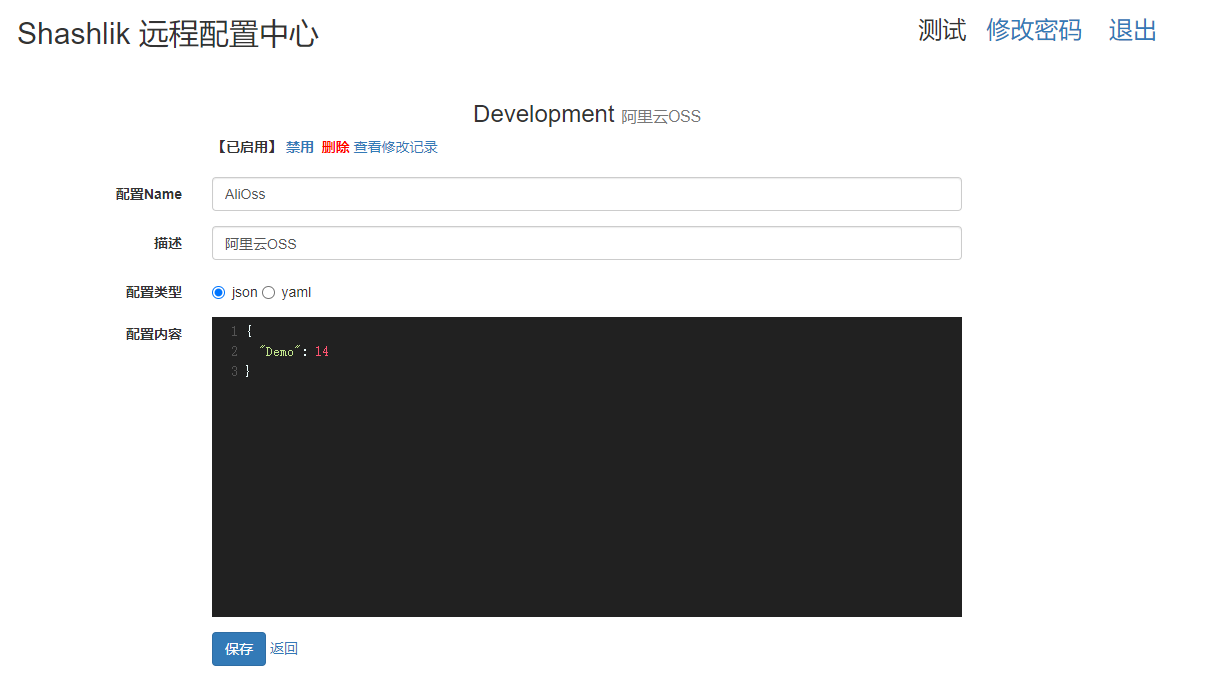 Shashlik 远程配置中心 测试 修改密码 退出
Development 阿里云OSS
【已启用】 禁用 删除 查看修改记录
配置Name AliOss
描述 阿里云OSS
配置类型 json yaml
配置内容 1 {
2 "Demo": 14
3 }
保存 返回